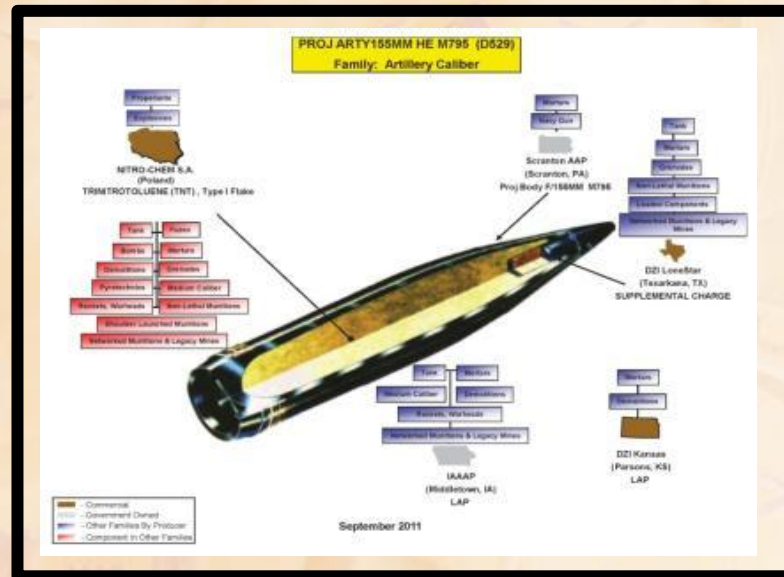 PROJ ARTY155MM HE M795 (D529)
Family: Artillery Caliber
Propellants
Explosives
NITRO-CHEM S.A.
(Poland)
TRINITROTOLUENE (TNT), Type I Flake
Mortars
Navy Gun
Scranton AAP
(Scranton, PA)
Proj Body F/155MM M795
Tank
Mortars
Grenades
Non-Lethal Munitions
Loaded Components
Networked Munitions & Legacy Mines
DZI LoneStar
(Texarkana, TX)
SUPPLEMENTAL CHARGE
Tank
Fuzes
Bombs
Mortars
Demolitions
Grenades
Pyrotechnics
Medium Caliber
Rockets, Warheads
Non-Lethal Munitions
Shoulder Launched Munitions
Networked Munitions & Legacy Mines
Tank
Mortars
Medium Caliber
Demolitions
Rockets, Warheads
Networked Munitions & Legacy Mines
IAAAP
(Middletown, IA)
LAP
Mortars
Demolitions
DZI Kansas
(Parsons, KS)
LAP
- Commercial
- Government Owned
- Other Families By Producer
- Component In Other Families
September 2011